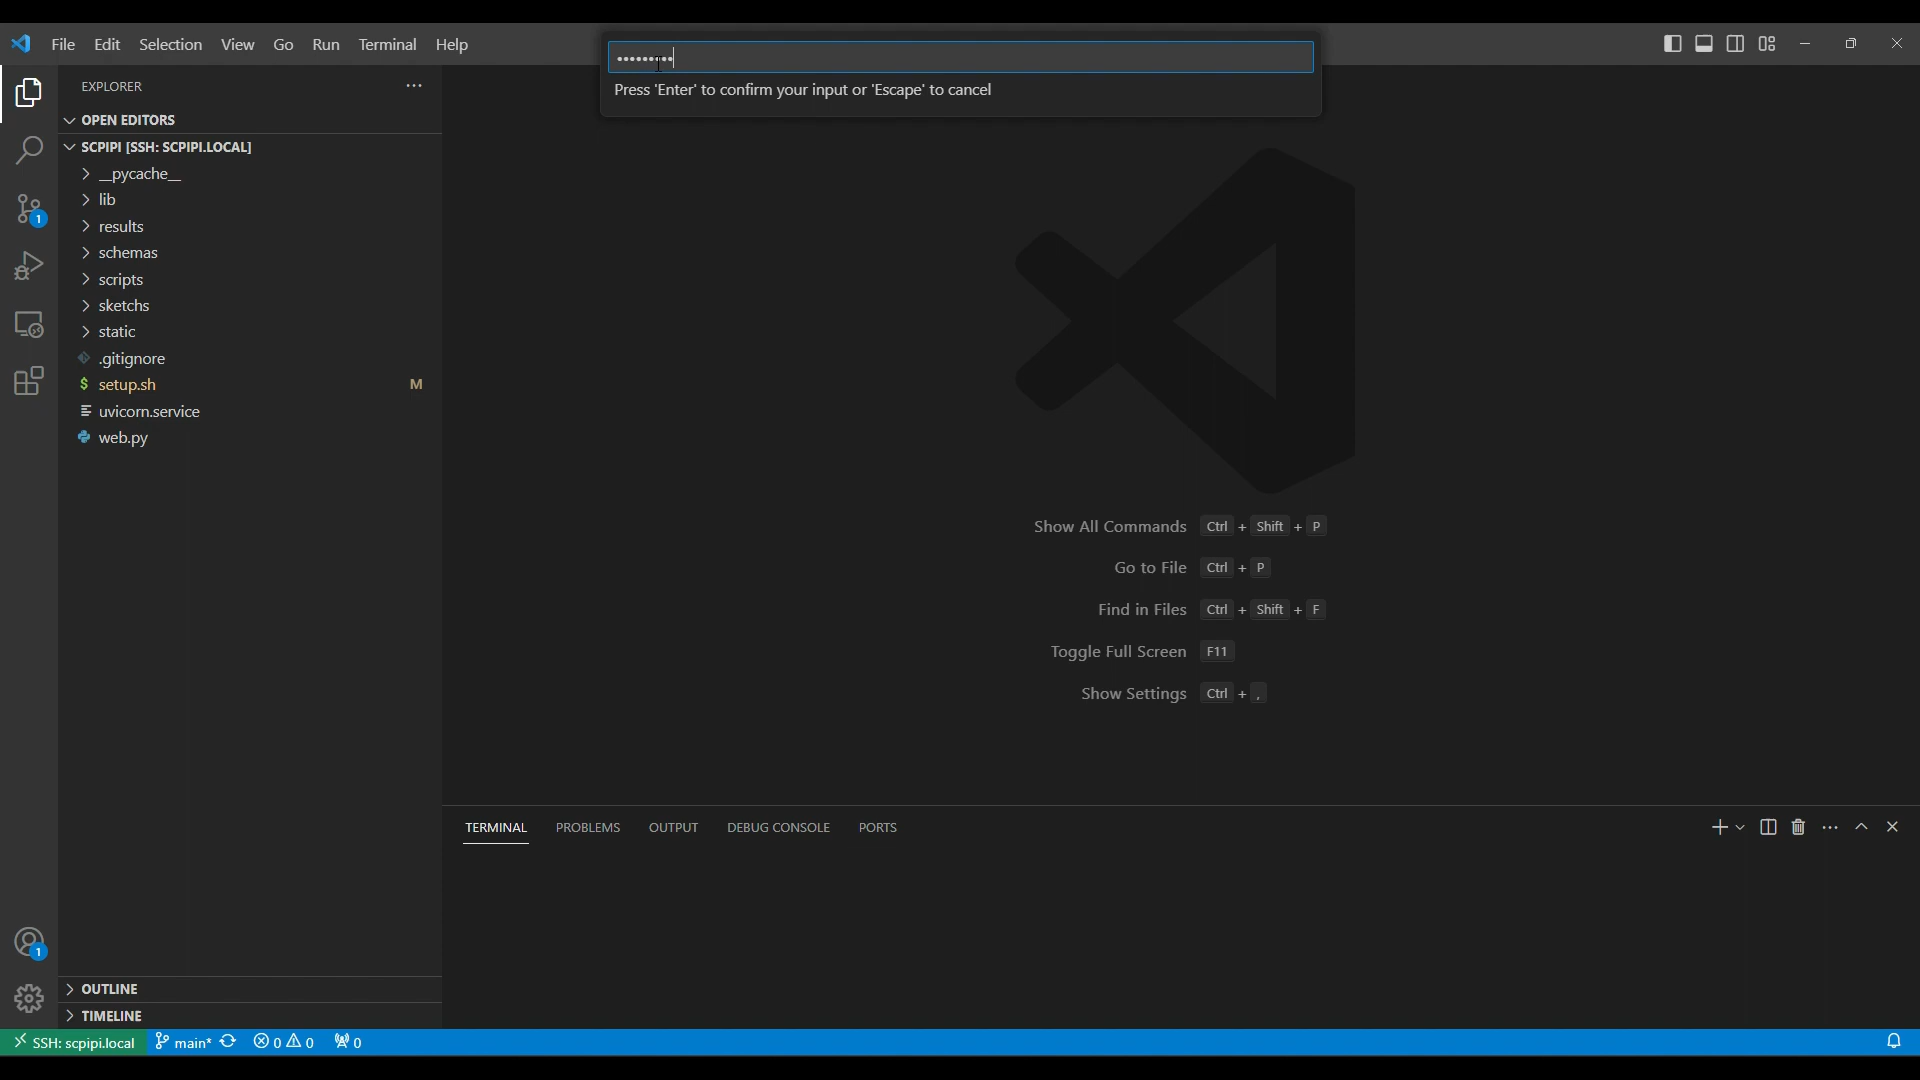 File Edit Selection View Go Run Terminal Help
•••••••••
Press 'Enter' to confirm your input or 'Escape' to cancel
EXPLORER
OPEN EDITORS
SCPIPI [SSH: SCPIPI.LOCAL]
__pycache__
lib
results
schemas
scripts
sketchs
static
.gitignore
$ setup.sh M
uvicorn.service
web.py
1
Show All Commands Ctrl + Shift + P
Go to File Ctrl + P
Find in Files Ctrl + Shift + F
Toggle Full Screen F11
Show Settings Ctrl + ,
TERMINAL PROBLEMS OUTPUT DEBUG CONSOLE PORTS
1
OUTLINE
TIMELINE
SSH: scpipi.local main* 0 0 0